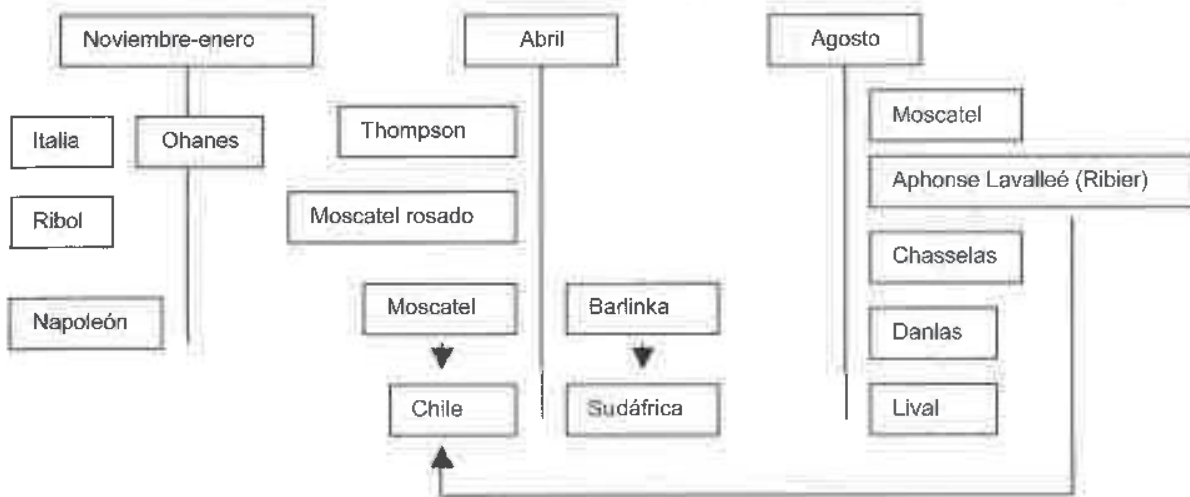 Noviembre-enero
Abril
Agosto
Italia
Ohanes
Ribol
Napoleón
Thompson
Moscatel rosado
Moscatel
Barlinka
Chile
Sudáfrica
Moscatel
Aphonse Lavalleé (Ribier)
Chasselas
Danlas
Lival